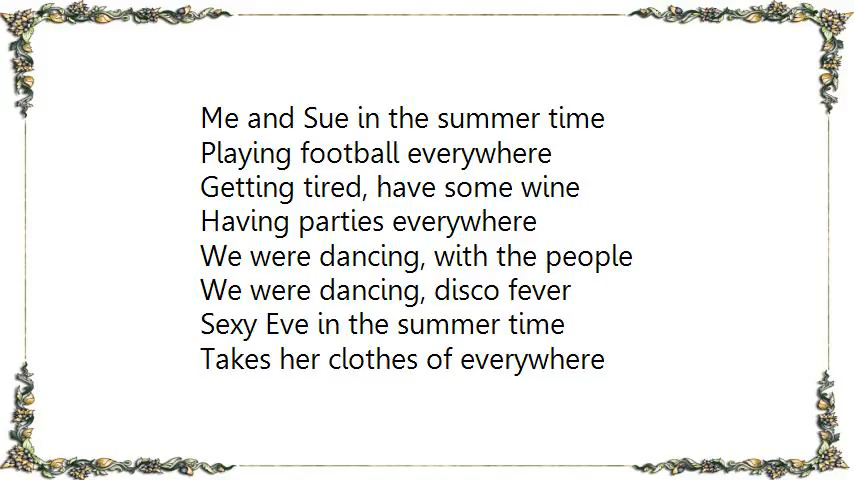 Me and Sue in the summer time
Playing football everywhere
Getting tired, have some wine
Having parties everywhere
We were dancing, with the people
We were dancing, disco fever
Sexy Eve in the summer time
Takes her clothes of everywhere